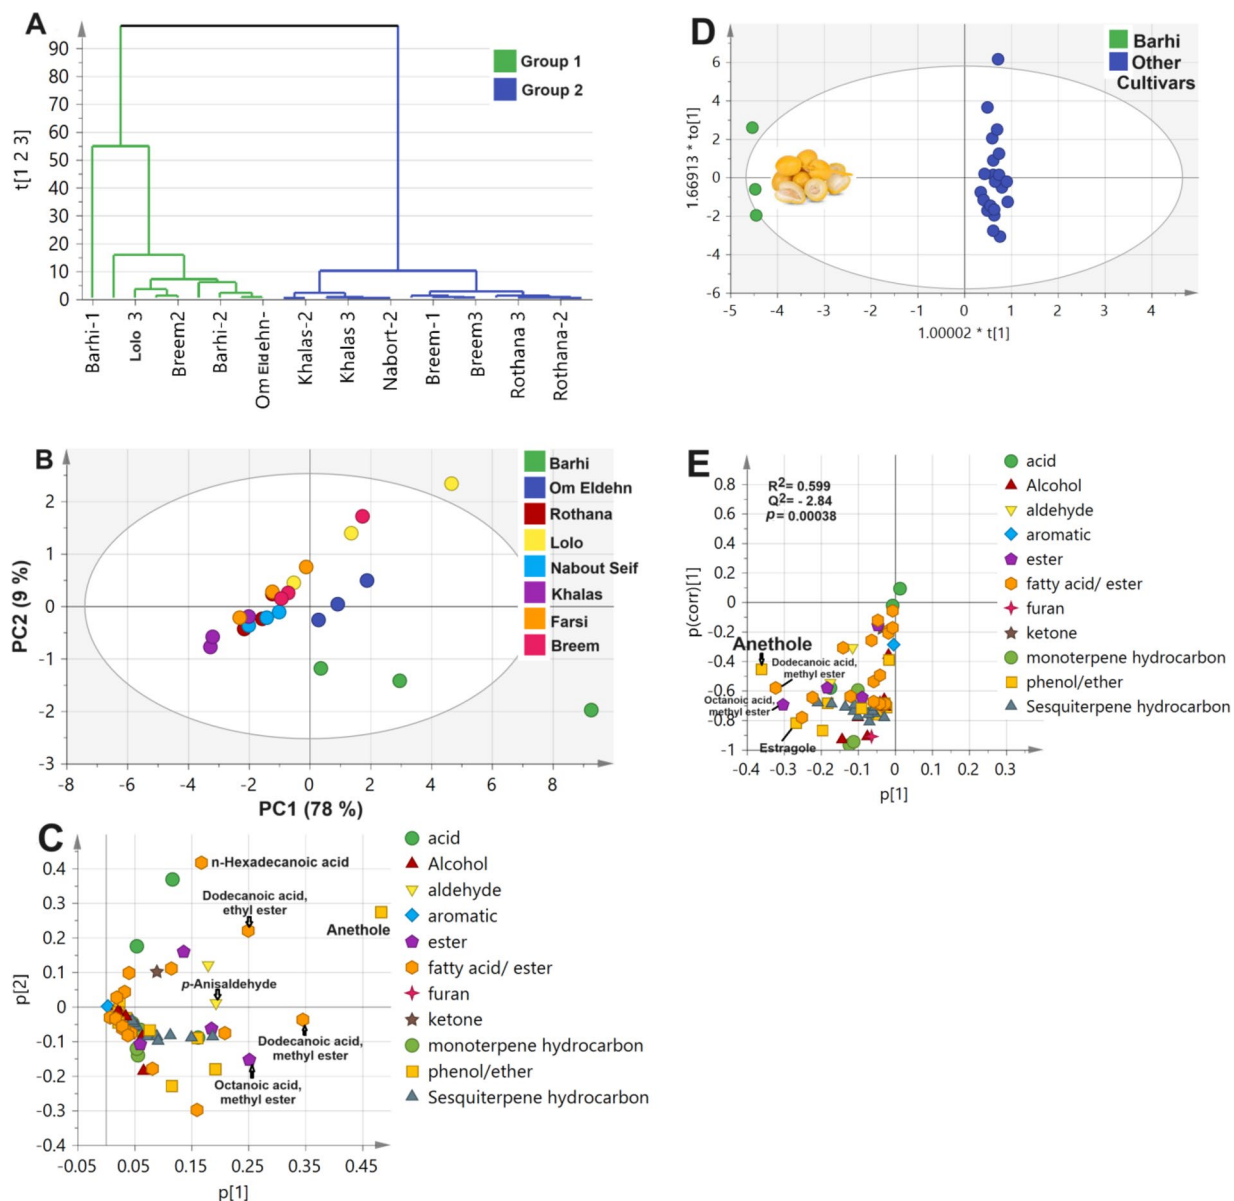 A
90
80
70
60
50
40
30
20
10
0
t[1 2 3]
Group 1
Group 2
Barhi-1
Lolo 3
Breem2
Barhi-2
Om Eldehn-
Khalas-2
Khalas 3
Nabort-2
Breem-1
Breem3
Rothana 3
Rothana-2
D
6
4
2
0
-2
-4
-6
1.66913 * to[1]
Barhi
Other
Cultivars
-5 -4 -3 -2 -1 0 1 2 3 4
1.00002 * t[1]
B
2
1
0
-1
-2
-3
PC2 (9 %)
Barhi
Om Eldehn
Rothana
Lolo
Nabout Seif
Khalas
Farsi
Breem
-8 -6 -4 -2 0 2 4 6 8
PC1 (78 %)
E
0.8
0.6
0.4
0.2
0
-0.2
-0.4
-0.6
-0.8
-1
p(corr)[1]
R2= 0.599
Q2= - 2.84
p= 0.00038
Anethole
Dodecanoic acid,
methyl ester
Octanoic acid,
methyl ester
Estragole
-0.4 -0.3 -0.2 -0.1 0 0.1 0.2 0.3
p[1]
acid
Alcohol
aldehyde
aromatic
ester
fatty acid/ ester
furan
ketone
monoterpene hydrocarbon
phenol/ether
Sesquiterpene hydrocarbon
C
0.4
0.3
0.2
0.1
0
-0.1
-0.2
-0.3
-0.4
p[2]
n-Hexadecanoic acid
Dodecanoic acid,
ethyl ester
Anethole
p-Anisaldehyde
Dodecanoic acid,
methyl ester
Octanoic acid,
methyl ester
-0.05 0.05 0.15 0.25 0.35 0.45
p[1]
acid
Alcohol
aldehyde
aromatic
ester
fatty acid/ ester
furan
ketone
monoterpene hydrocarbon
phenol/ether
Sesquiterpene hydrocarbon